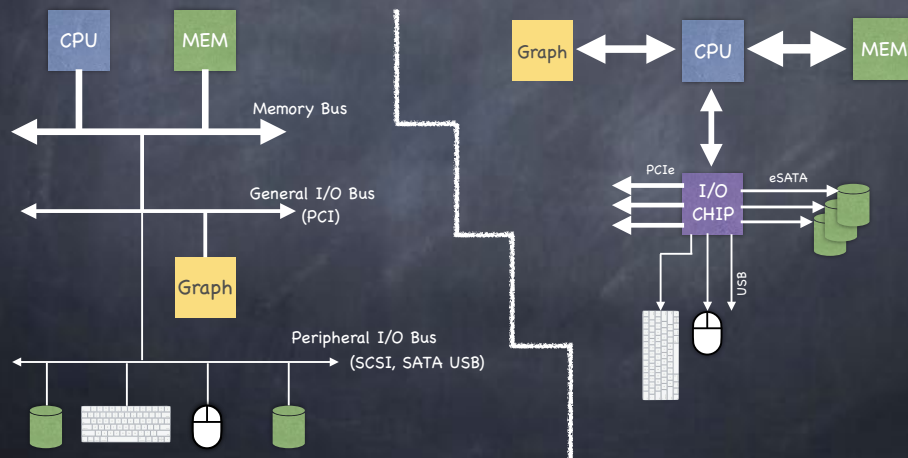 CPU
MEM
Memory Bus
General I/O Bus
(PCI)
Graph
Peripheral I/O Bus
(SCSI, SATA USB)
Graph
CPU
MEM
PCIe
I/O
CHIP
eSATA
USB